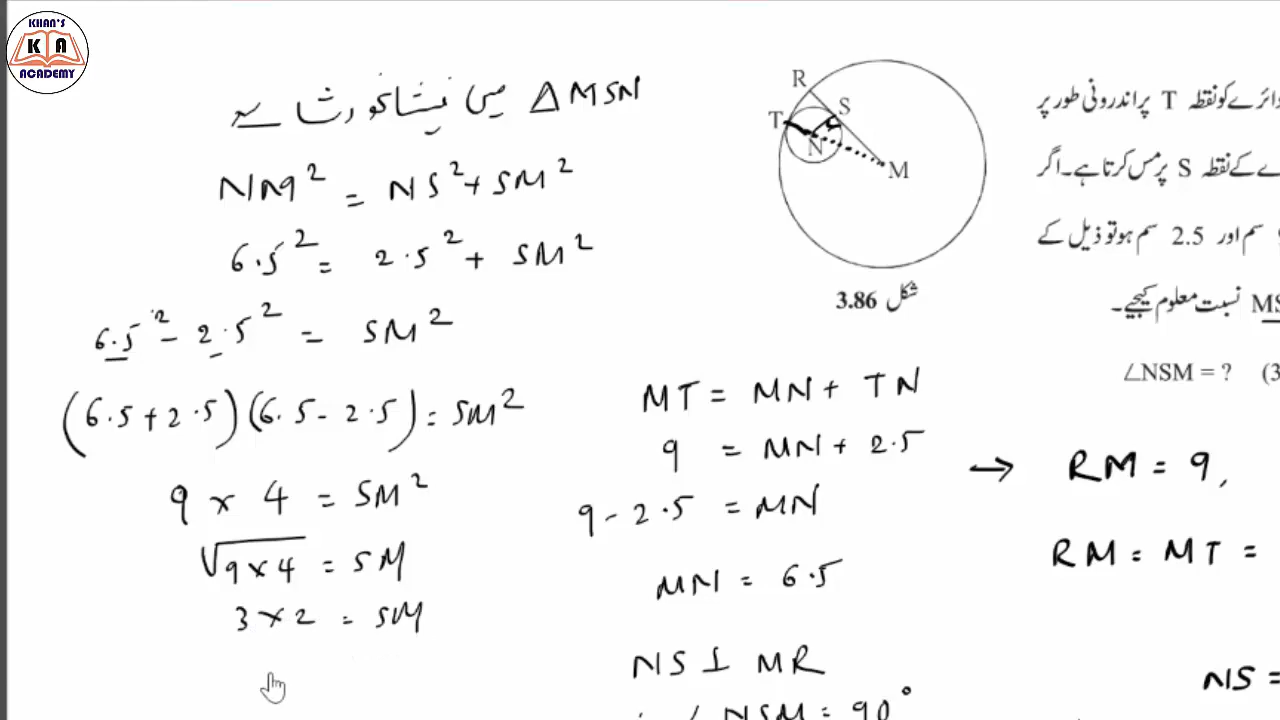 KHAN'S
K A
ACADEMY
△MSN میں فیثاغورث سے
NM² = NS² + SM²
6.5² = 2.5² + SM²
6.5² - 2.5² = SM²
(6.5 + 2.5) (6.5 - 2.5) = SM²
9 × 4 = SM²
√9×4 = SM
3 × 2 = SM
R
S
T
N
M
شکل 3.86
دائرے کو نقطہ T پر اندرونی طور پر
ے کے نقطہ S پر مس کرتا ہے۔ اگر
سم اور 2.5 سم ہو تو ذیل کے
MS نسبت معلوم کیجیے۔
∠NSM = ? (3
MT = MN + TN
9 = MN + 2.5
9 - 2.5 = MN
MN = 6.5
NS ⊥ MR
∴ ∠NSM = 90°
→ RM = 9,
RM = MT =
NS =